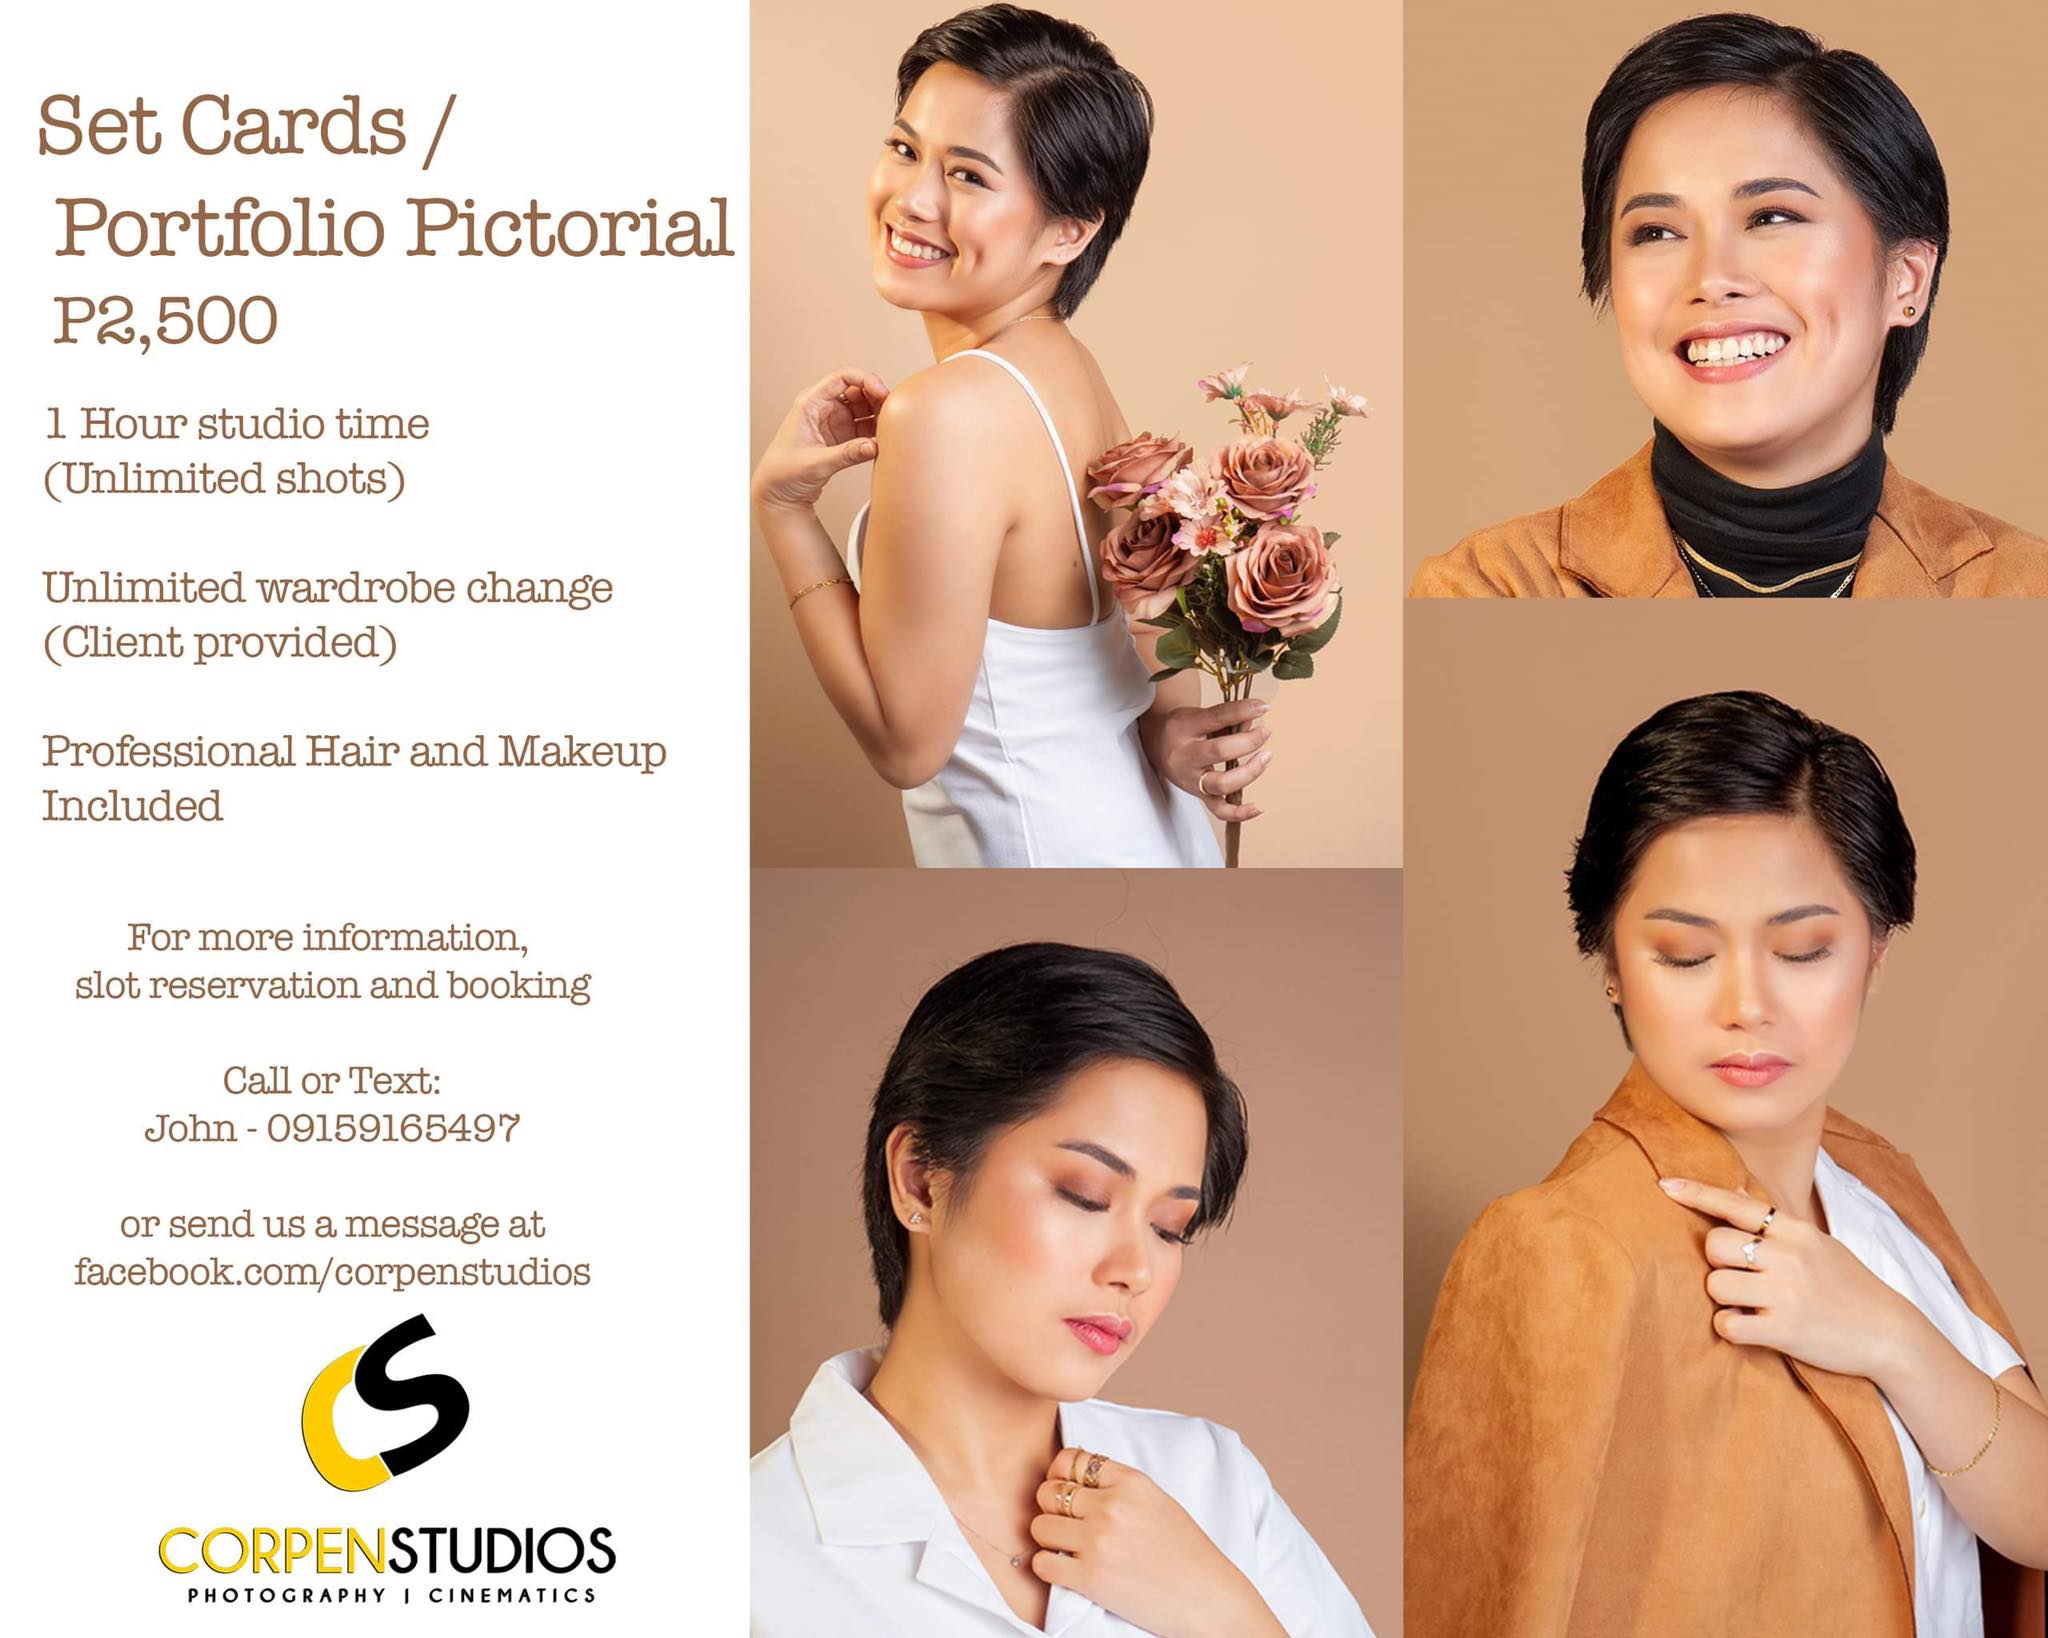 Set Cards /
Portfolio Pictorial
P2,500
1 Hour studio time
(Unlimited shots)
Unlimited wardrobe change
(Client provided)
Professional Hair and Makeup
Included
For more information,
slot reservation and booking
Call or Text:
John - 09159165497
or send us a message at
facebook.com/corpenstudios
CS
CORPENSTUDIOS
PHOTOGRAPHY | CINEMATICS